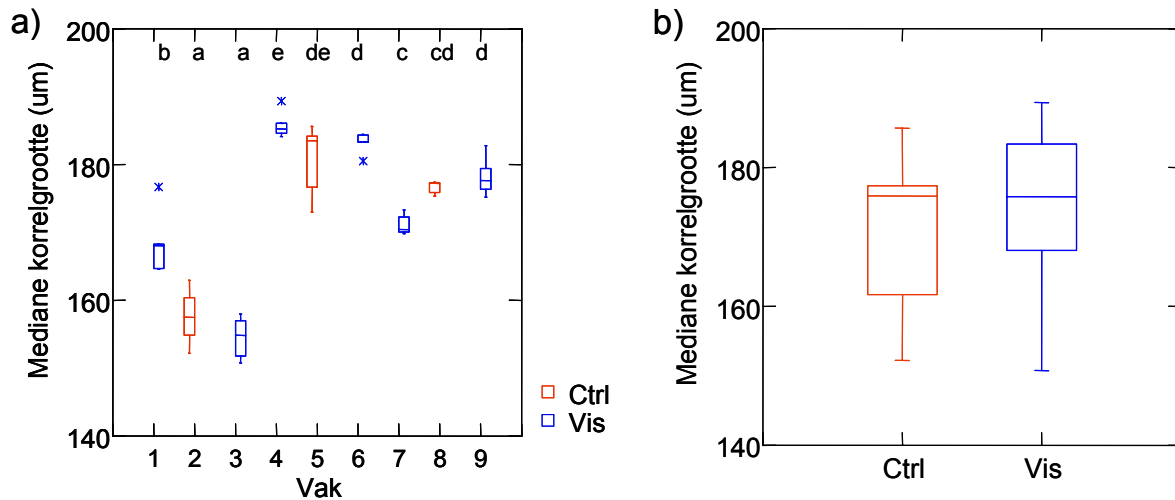 a)
Mediane korrelgrootte (um)
200
180
160
140
b a a e de d c cd d
1 2 3 4 5 6 7 8 9
Vak
Ctrl
Vis
b)
Mediane korrelgrootte (um)
200
180
160
140
Ctrl Vis